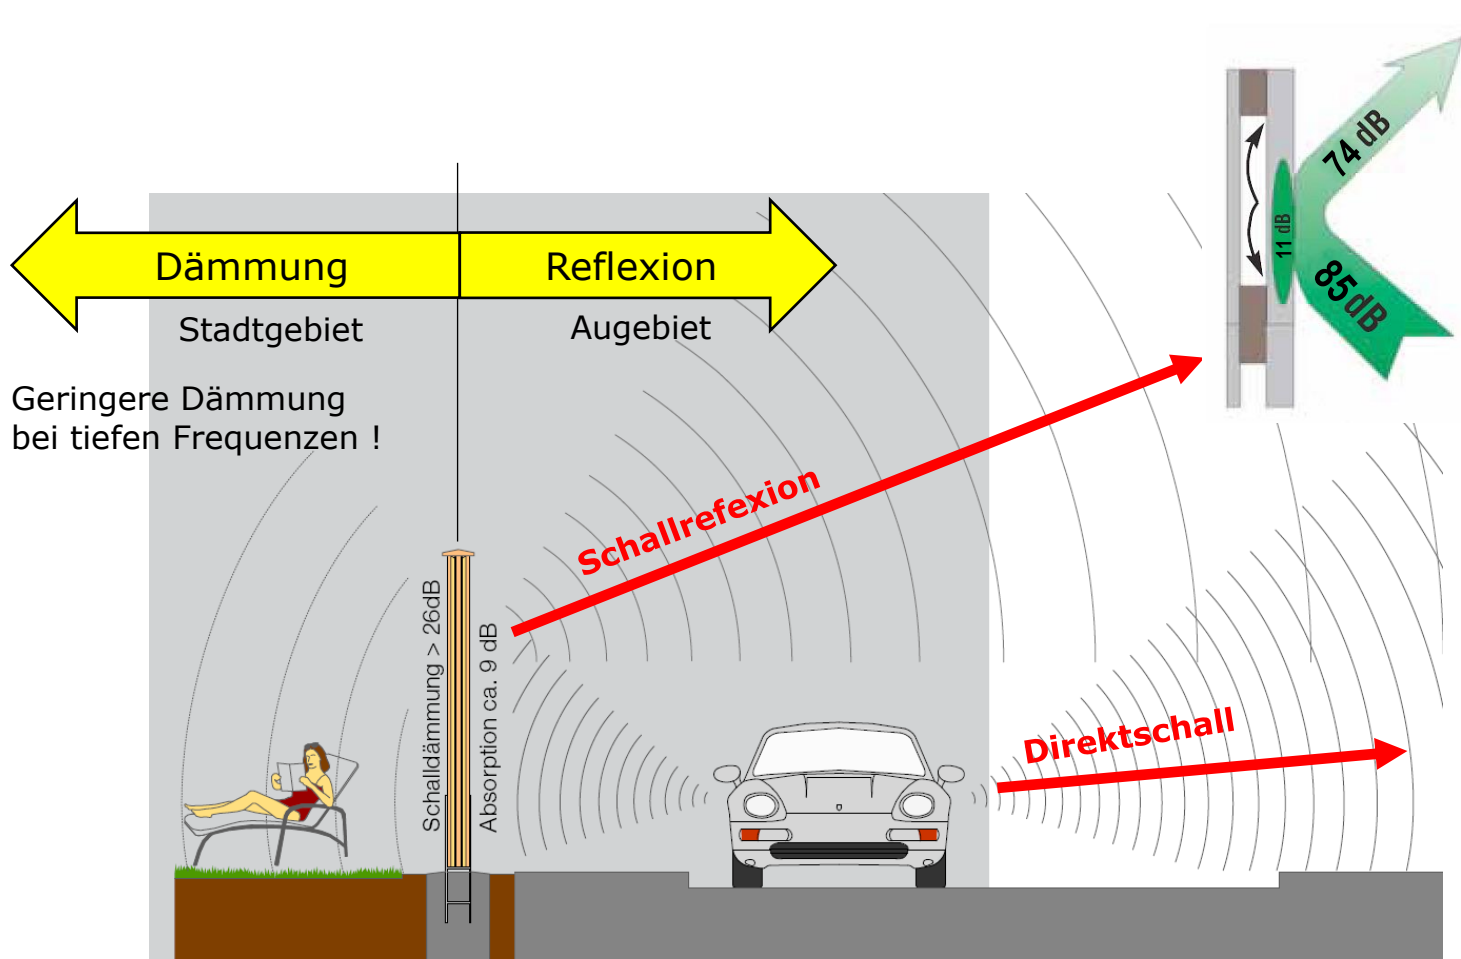 74 dB
11 dB
85dB
Dämmung
Reflexion
Stadtgebiet
Augebiet
Geringere Dämmung
bei tiefen Frequenzen !
Schallrefexion
Schalldämmung > 26dB
Absorption ca. 9 dB
Direktschall